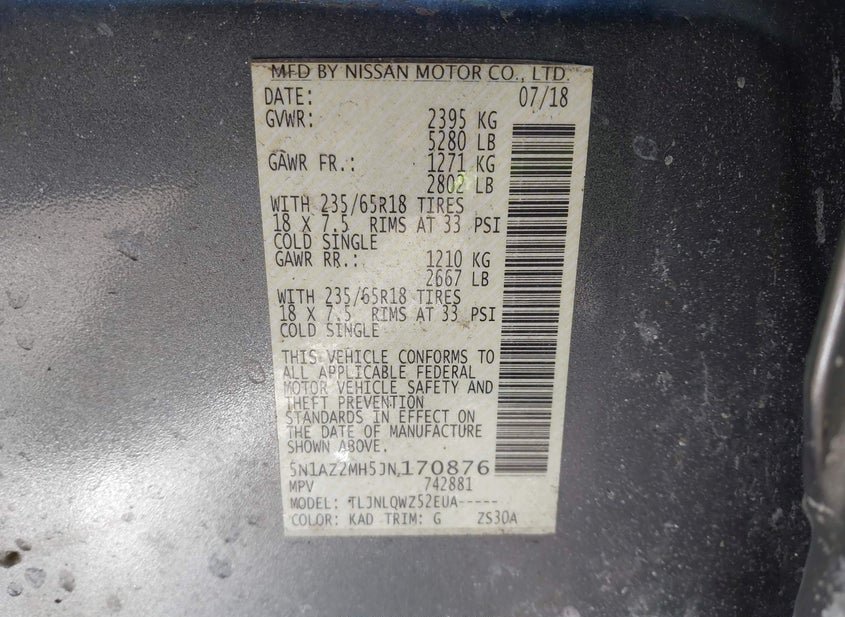 MFD BY NISSAN MOTOR CO., LTD.
DATE: 07/18
GVWR: 2395 KG
5280 LB
GAWR FR.: 1271 KG
2802 LB
WITH 235/65R18 TIRES
18 X 7.5 RIMS AT 33 PSI
COLD SINGLE
GAWR RR.: 1210 KG
2667 LB
WITH 235/65R18 TIRES
18 X 7.5 RIMS AT 33 PSI
COLD SINGLE
THIS VEHICLE CONFORMS TO
ALL APPLICABLE FEDERAL
MOTOR VEHICLE SAFETY AND
THEFT PREVENTION
STANDARDS IN EFFECT ON
THE DATE OF MANUFACTURE
SHOWN ABOVE.
5N1AZ2MH5JN170876
MPV 742881
MODEL: TLJNLQWZ52EUA-----
COLOR: KAD TRIM: G ZS30A